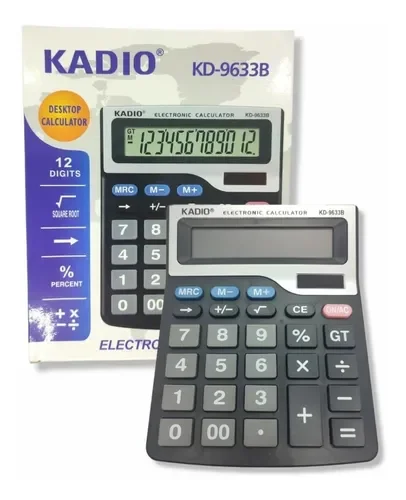 KADIO®
KD-9633B
DESKTOP
CALCULATOR
12
DIGITS
√
SQUARE ROOT
→
%
PERCENT
+ ×
- ÷
KADIO® ELECTRONIC CALCULATOR KD-9633B
GT
M
123456789012.
MRC M- M+
→ +/-
7 8
4 5
1 2
0 00
ELECTRON
KADIO® ELECTRONIC CALCULATOR KD-9633B
MRC M- M+
→ +/- √ CE ON/AC
7 8 9 % GT
4 5 6 × ÷
1 2 3 + -
0 00 · =